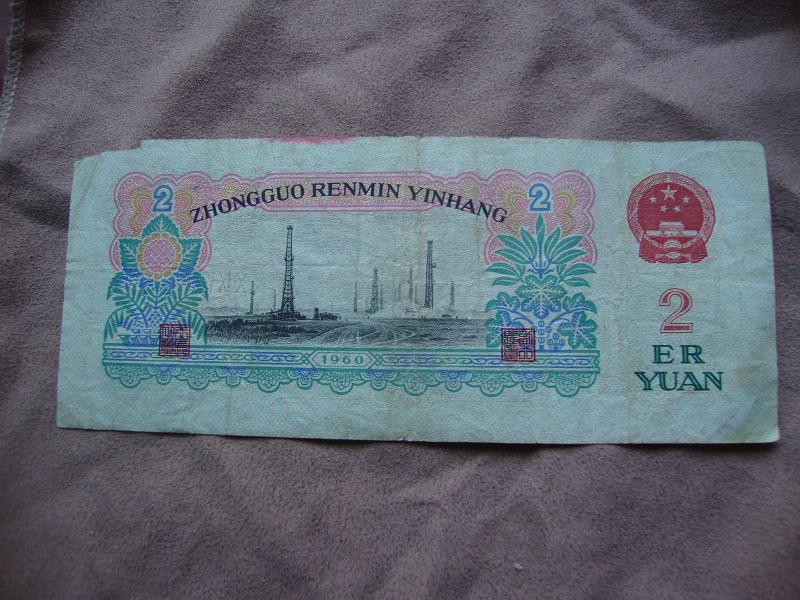 2
ZHONGGUO RENMIN YINHANG
2
1960
2
ER
YUAN